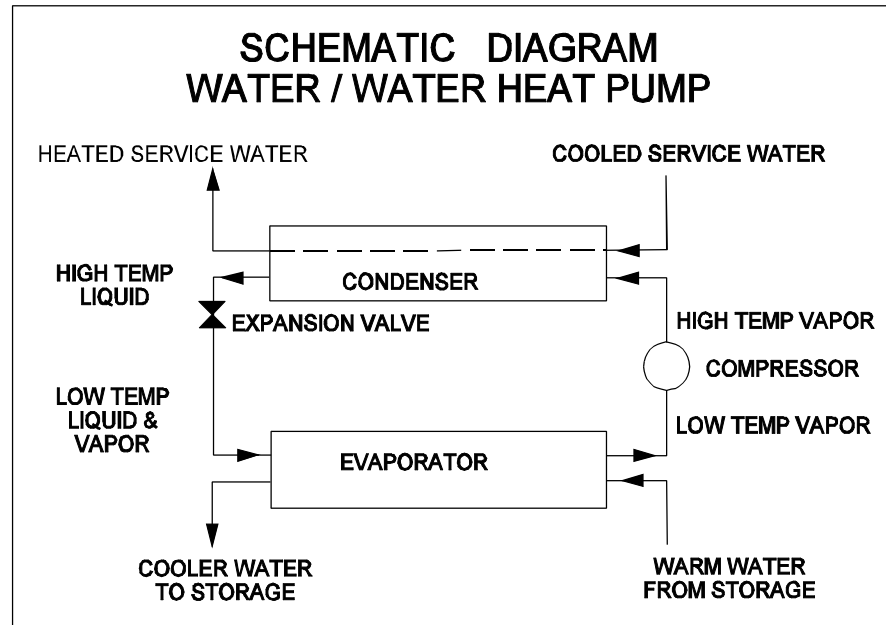 SCHEMATIC DIAGRAM
WATER / WATER HEAT PUMP
HEATED SERVICE WATER
COOLED SERVICE WATER
HIGH TEMP
LIQUID
CONDENSER
EXPANSION VALVE
HIGH TEMP VAPOR
COMPRESSOR
LOW TEMP
LIQUID &
VAPOR
LOW TEMP VAPOR
EVAPORATOR
COOLER WATER
TO STORAGE
WARM WATER
FROM STORAGE